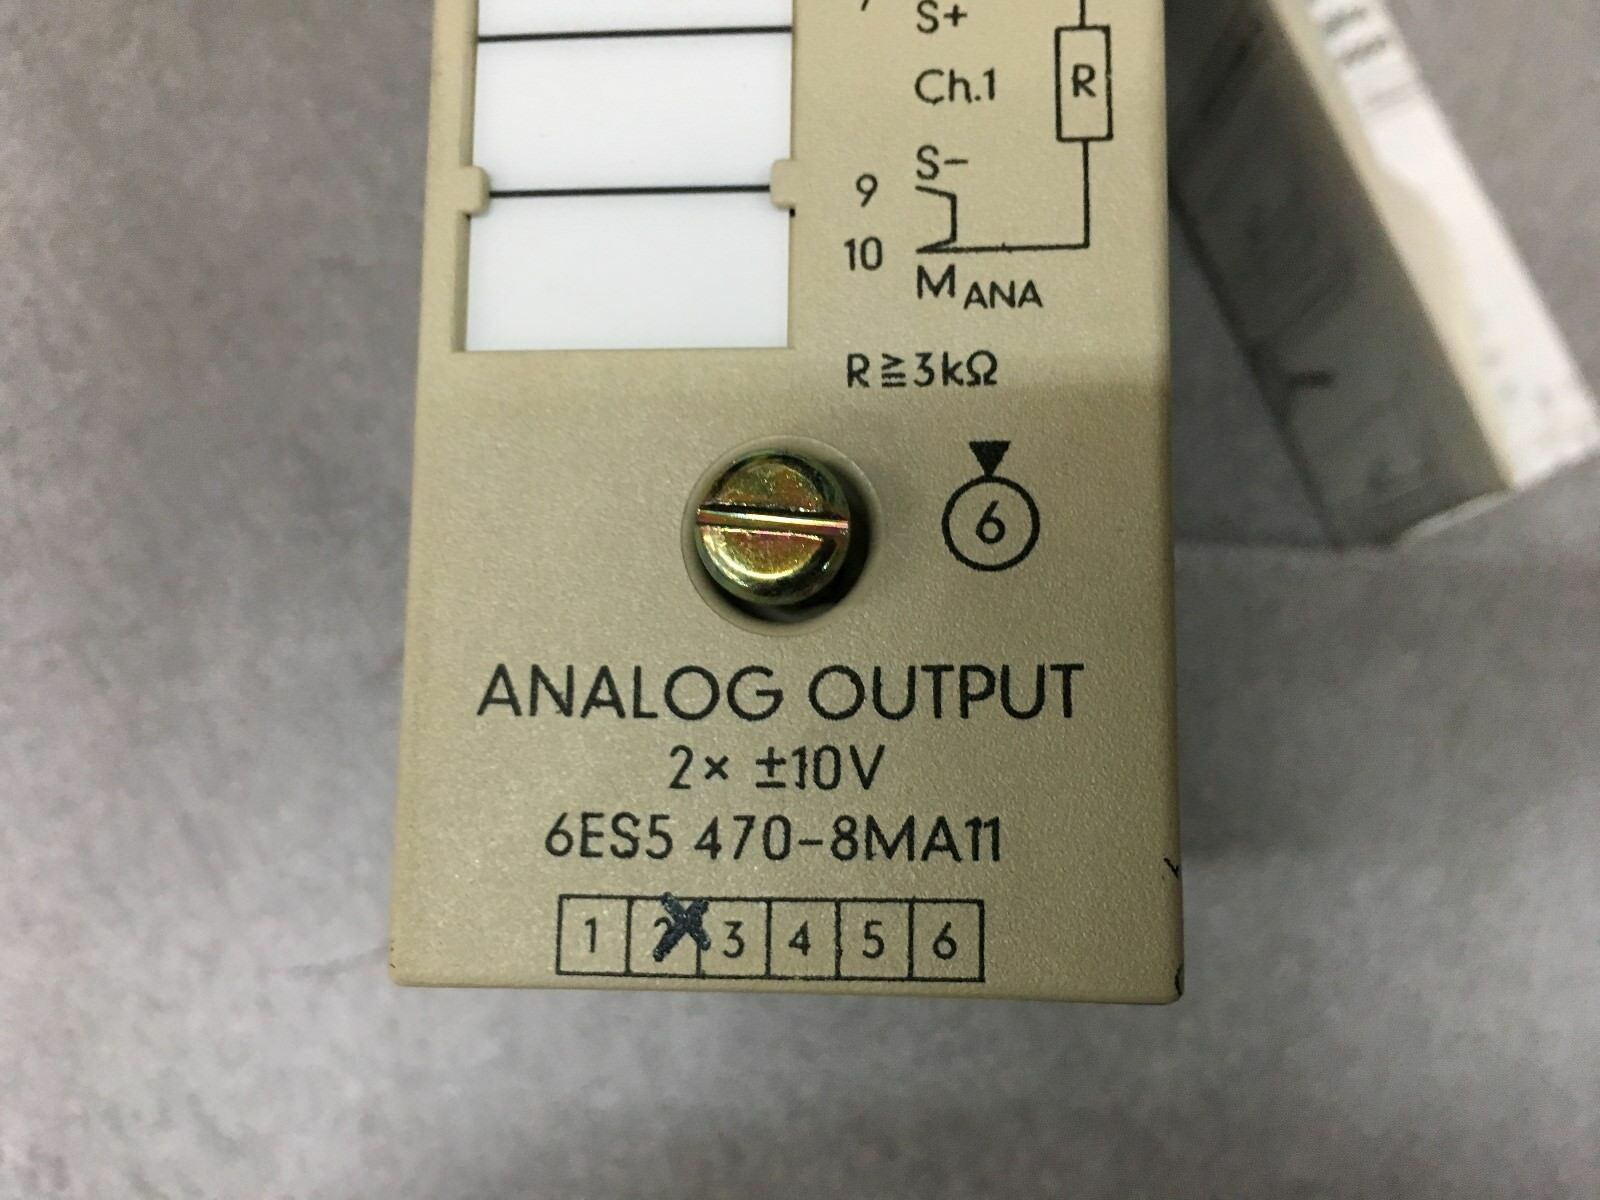 S+
Ch.1
R
S-
9
10
MANA
R ≧ 3kΩ
6
ANALOG OUTPUT
2× ±10V
6ES5 470-8MA11
1 2 3 4 5 6